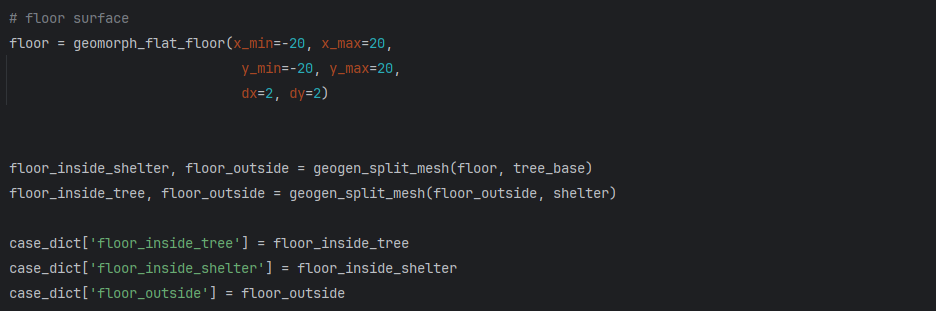 # floor surface
floor = geomorph_flat_floor(x_min=-20, x_max=20,
                             y_min=-20, y_max=20,
                             dx=2, dy=2)
floor_inside_shelter, floor_outside = geogen_split_mesh(floor, tree_base)
floor_inside_tree, floor_outside = geogen_split_mesh(floor_outside, shelter)
case_dict['floor_inside_tree'] = floor_inside_tree
case_dict['floor_inside_shelter'] = floor_inside_shelter
case_dict['floor_outside'] = floor_outside